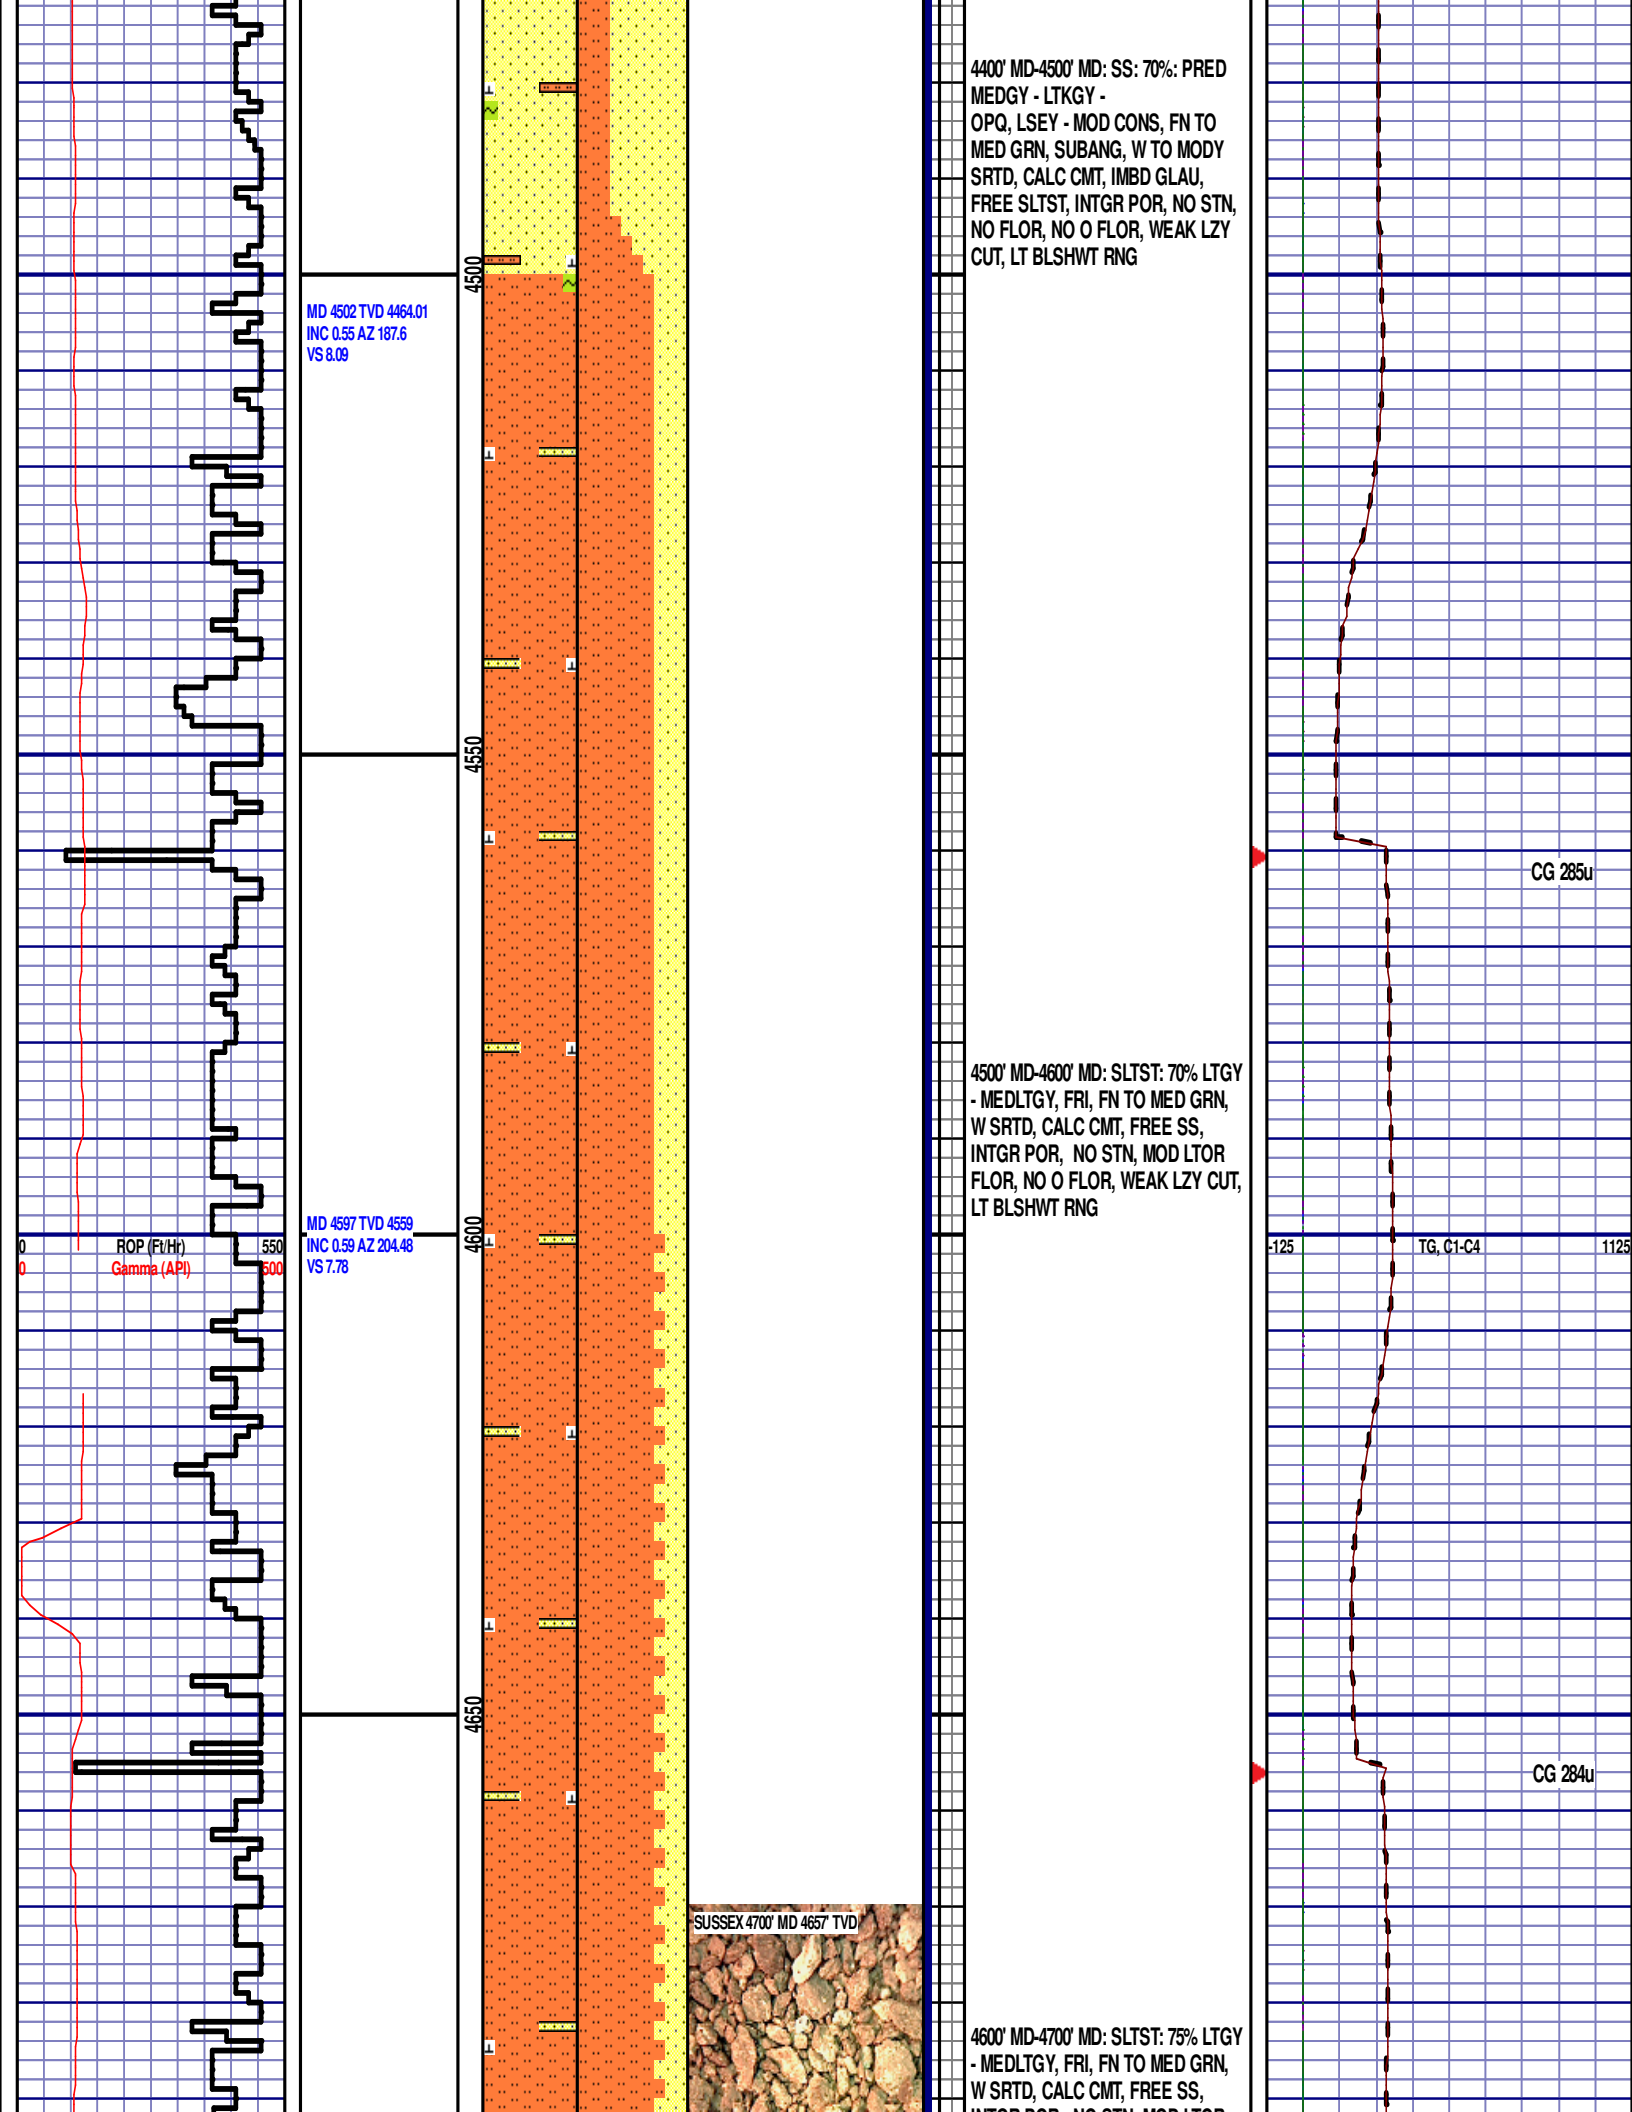 4400' MD-4500' MD: SS: 70%: PRED
MEDGY - LTKGY -
OPQ, LSEY - MOD CONS, FN TO
MED GRN, SUBANG, W TO MODY
SRTD, CALC CMT, IMBD GLAU,
FREE SLTST, INTGR POR, NO STN,
NO FLOR, NO O FLOR, WEAK LZY
CUT, LT BLSHWT RNG
4500
MD 4502 TVD 4464.01
INC 0.55 AZ 187.6
VS 8.09
4550
CG 285u
4500' MD-4600' MD: SLTST: 70% LTGY
- MEDLTGY, FRI, FN TO MED GRN,
W SRTD, CALC CMT, FREE SS,
INTGR POR, NO STN, MOD LTOR
FLOR, NO O FLOR, WEAK LZY CUT,
LT BLSHWT RNG
MD 4597 TVD 4559
INC 0.59 AZ 204.48
VS 7.78
4600
0 ROP (Ft/Hr) 550
0 Gamma (API) 500
-125 TG, C1-C4 1125
4650
CG 284u
SUSSEX 4700' MD 4657' TVD
4600' MD-4700' MD: SLTST: 75% LTGY
- MEDLTGY, FRI, FN TO MED GRN,
W SRTD, CALC CMT, FREE SS,
INTGR POR, NO STN, MOD LTOR